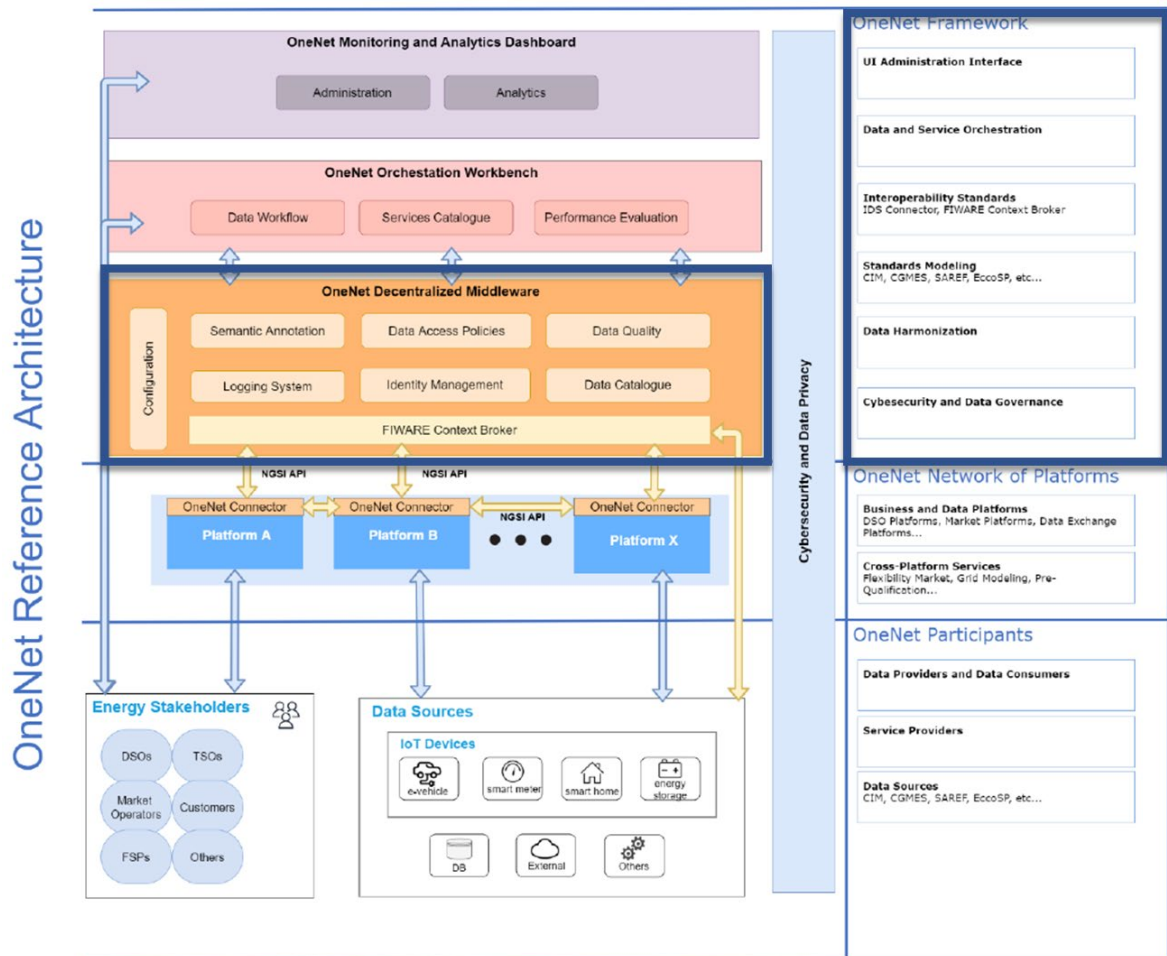 OneNet Reference Architecture
OneNet Monitoring and Analytics Dashboard
Administration
Analytics
OneNet Orchestation Workbench
Data Workflow
Services Catalogue
Performance Evaluation
OneNet Decentralized Middleware
Configuration
Semantic Annotation
Data Access Policies
Data Quality
Logging System
Identity Management
Data Catalogue
FIWARE Context Broker
NGSI API
NGSI API
OneNet Connector
OneNet Connector
OneNet Connector
NGSI API
Platform A
Platform B
Platform X
Energy Stakeholders
DSOs
TSOs
Market
Operators
Customers
FSPs
Others
Data Sources
IoT Devices
e-vehicle
smart meter
smart home
energy
storage
DB
External
Others
Cybersecurity and Data Privacy
OneNet Framework
UI Administration Interface
Data and Service Orchestration
Interoperability Standards
IDS Connector, FIWARE Context Broker
Standards Modeling
CIM, CGMES, SAREF, EccoSP, etc...
Data Harmonization
Cybesecurity and Data Governance
OneNet Network of Platforms
Business and Data Platforms
DSO Platforms, Market Platforms, Data Exchange
Platforms...
Cross-Platform Services
Flexibility Market, Grid Modeling, Pre-
Qualification...
OneNet Participants
Data Providers and Data Consumers
Service Providers
Data Sources
CIM, CGMES, SAREF, EccoSP, etc...